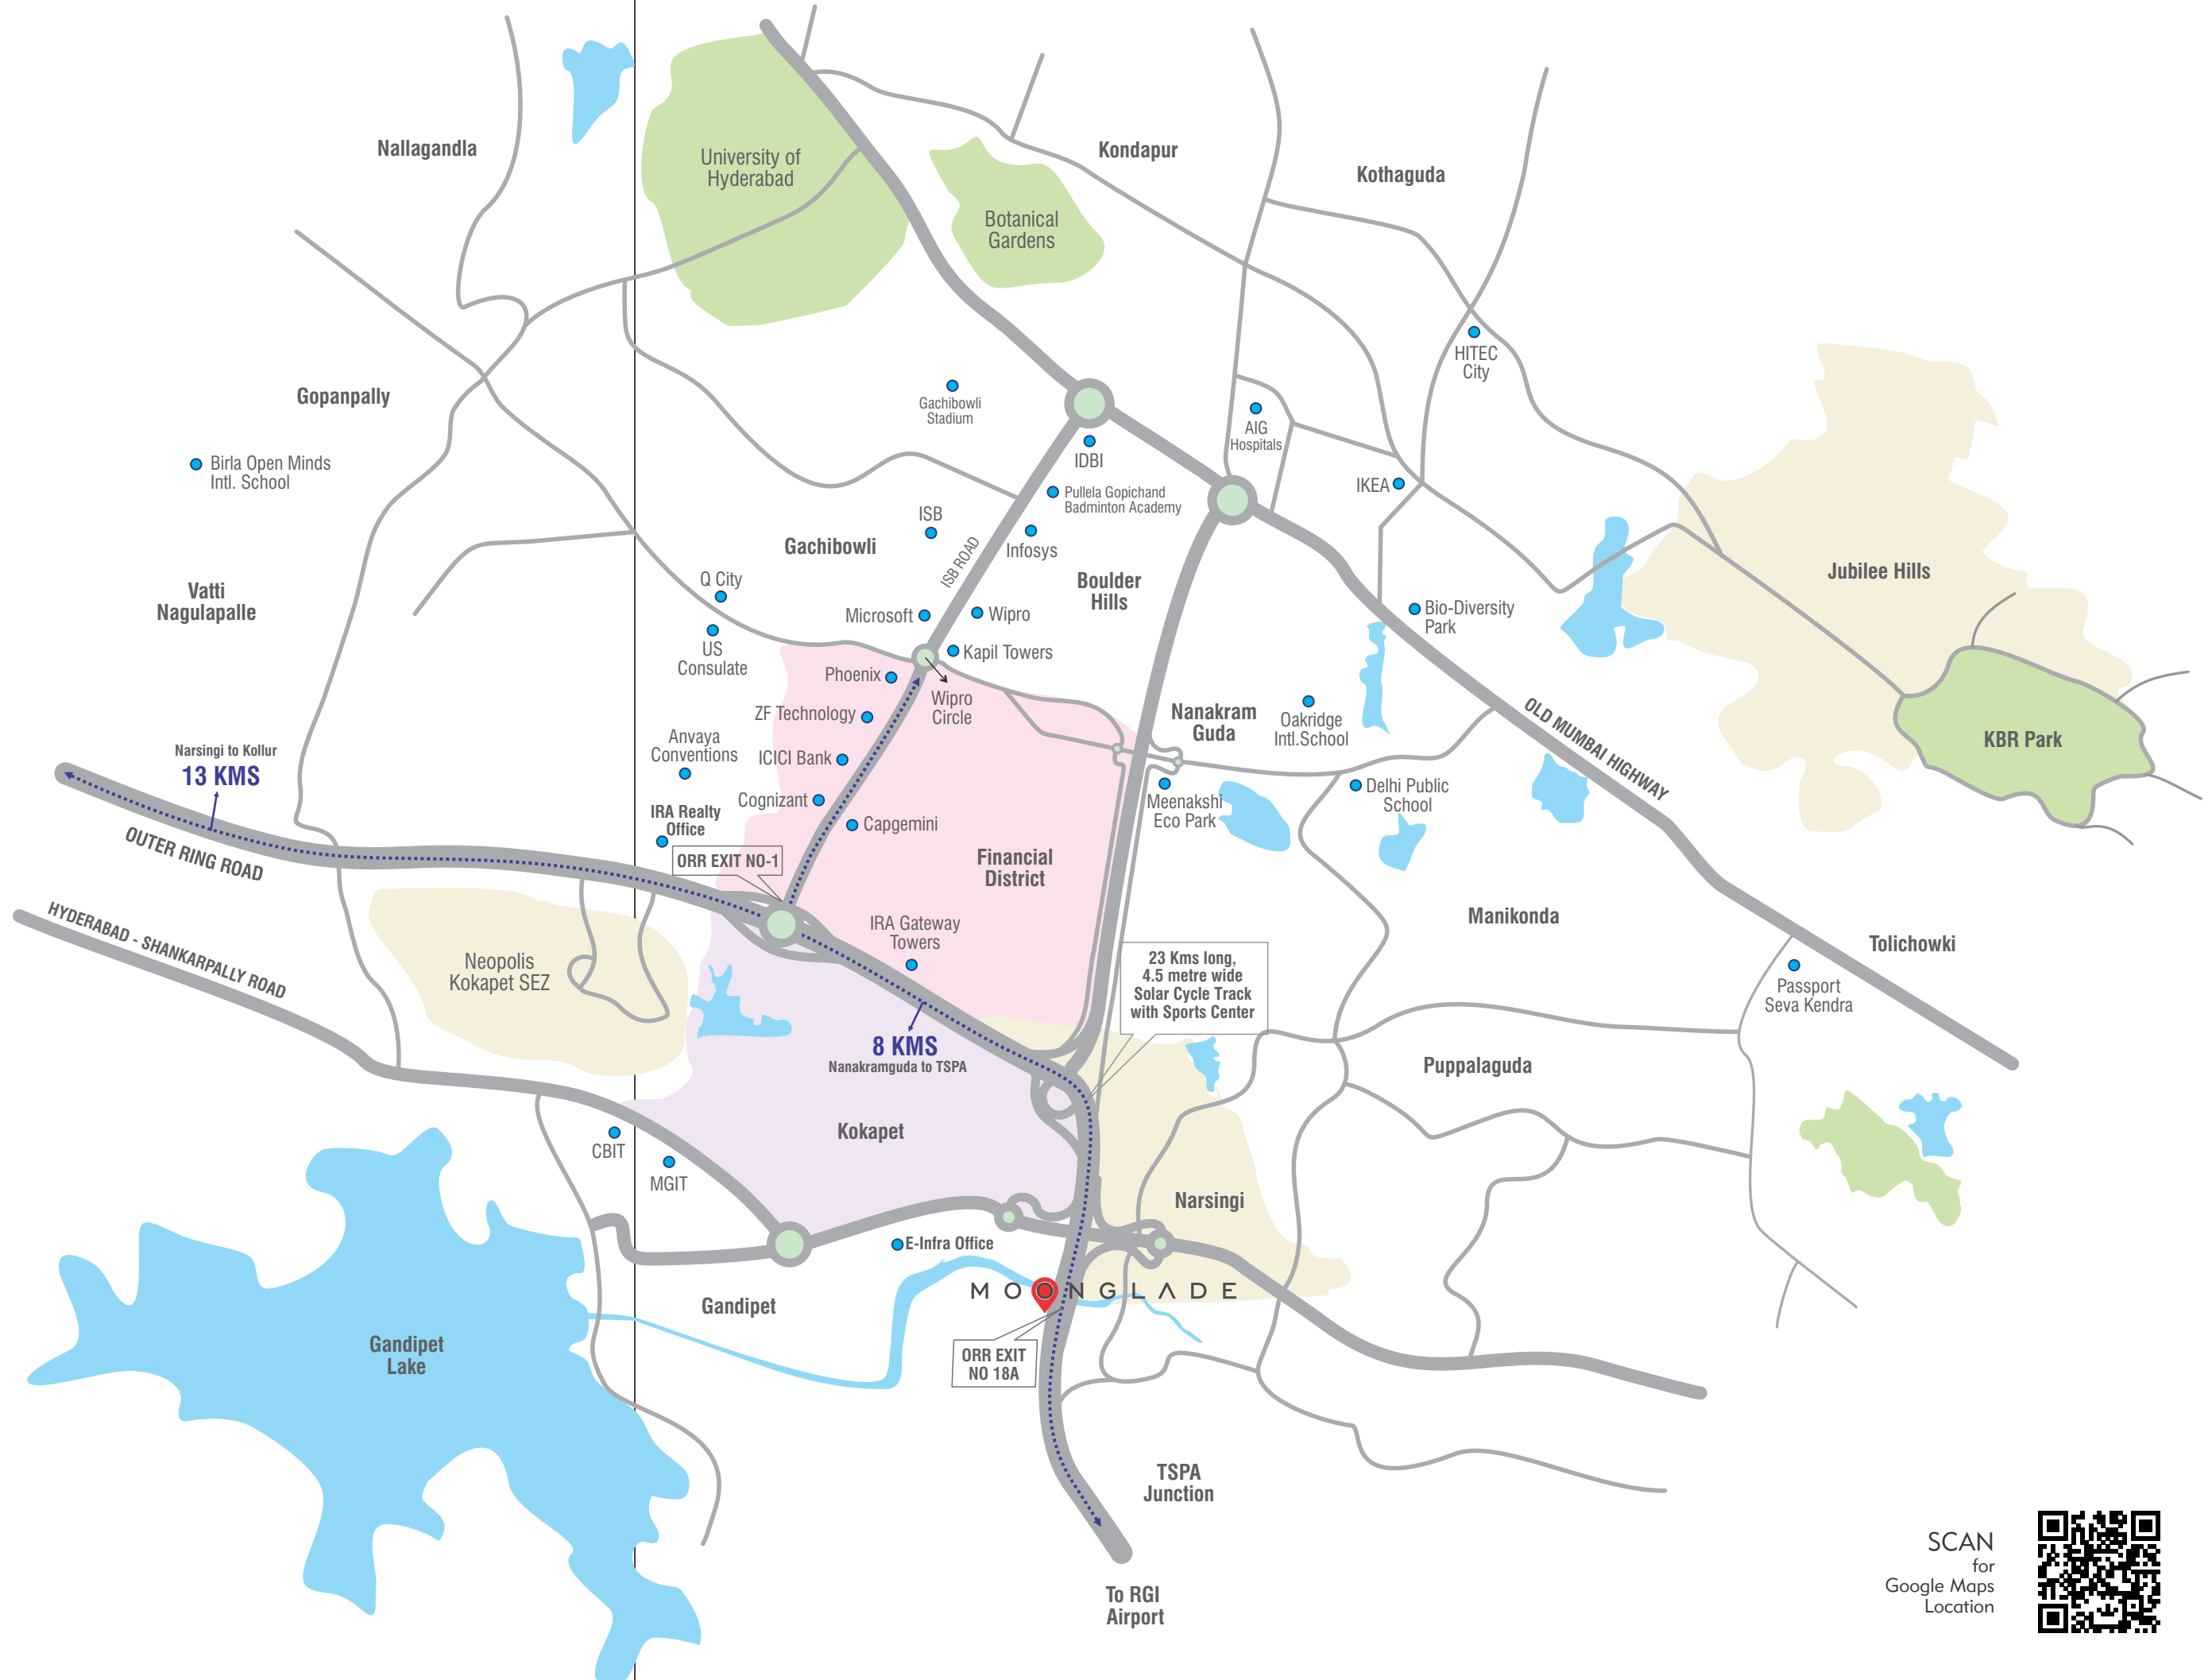 Nallagandla
University of
Hyderabad
Kondapur
Kothaguda
Botanical
Gardens
HITEC
City
Gopanpally
Gachibowli
Stadium
AIG
Hospitals
IDBI
Birla Open Minds
Intl. School
Pullela Gopichand
Badminton Academy
IKEA
ISB
Infosys
Gachibowli
ISB ROAD
Boulder
Hills
Jubilee Hills
Vatti
Nagulapalle
Q City
Microsoft
Wipro
Bio-Diversity
Park
US
Consulate
Kapil Towers
Phoenix
Wipro
Circle
ZF Technology
Nanakram
Guda
Oakridge
Intl.School
OLD MUMBAI HIGHWAY
KBR Park
Anvaya
Conventions
ICICI Bank
Narsingi to Kollur
13 KMS
Cognizant
Capgemini
Meenakshi
Eco Park
Delhi Public
School
IRA Realty
Office
OUTER RING ROAD
ORR EXIT NO-1
Financial
District
HYDERABAD - SHANKARPALLY ROAD
IRA Gateway
Towers
Manikonda
Tolichowki
Neopolis
Kokapet SEZ
23 Kms long,
4.5 metre wide
Solar Cycle Track
with Sports Center
Passport
Seva Kendra
8 KMS
Nanakramguda to TSPA
Puppalaguda
Kokapet
CBIT
MGIT
Narsingi
E-Infra Office
MOONGLADE
Gandipet
Gandipet
Lake
ORR EXIT
NO 18A
TSPA
Junction
To RGI
Airport
SCAN
for
Google Maps
Location